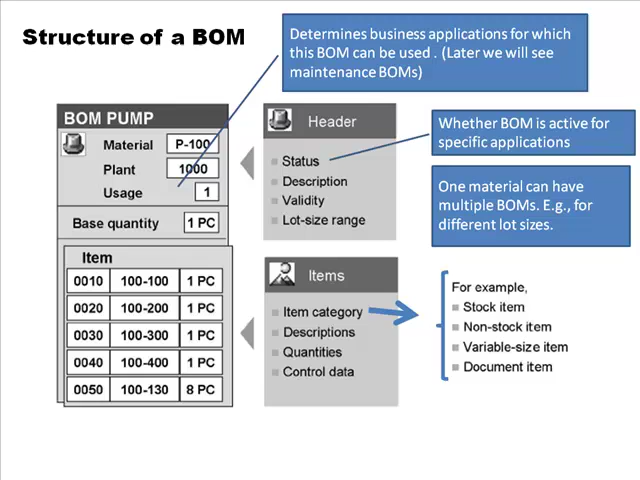 Structure of a BOM
Determines business applications for which
this BOM can be used . (Later we will see
maintenance BOMs)
BOM PUMP
Material P-100
Plant 1000
Usage 1
Base quantity 1 PC
Item
0010 100-100 1 PC
0020 100-200 1 PC
0030 100-300 1 PC
0040 100-400 1 PC
0050 100-130 8 PC
Header
Status
Description
Validity
Lot-size range
Whether BOM is active for
specific applications
One material can have
multiple BOMs. E.g., for
different lot sizes.
Items
Item category
Descriptions
Quantities
Control data
For example,
Stock item
Non-stock item
Variable-size item
Document item